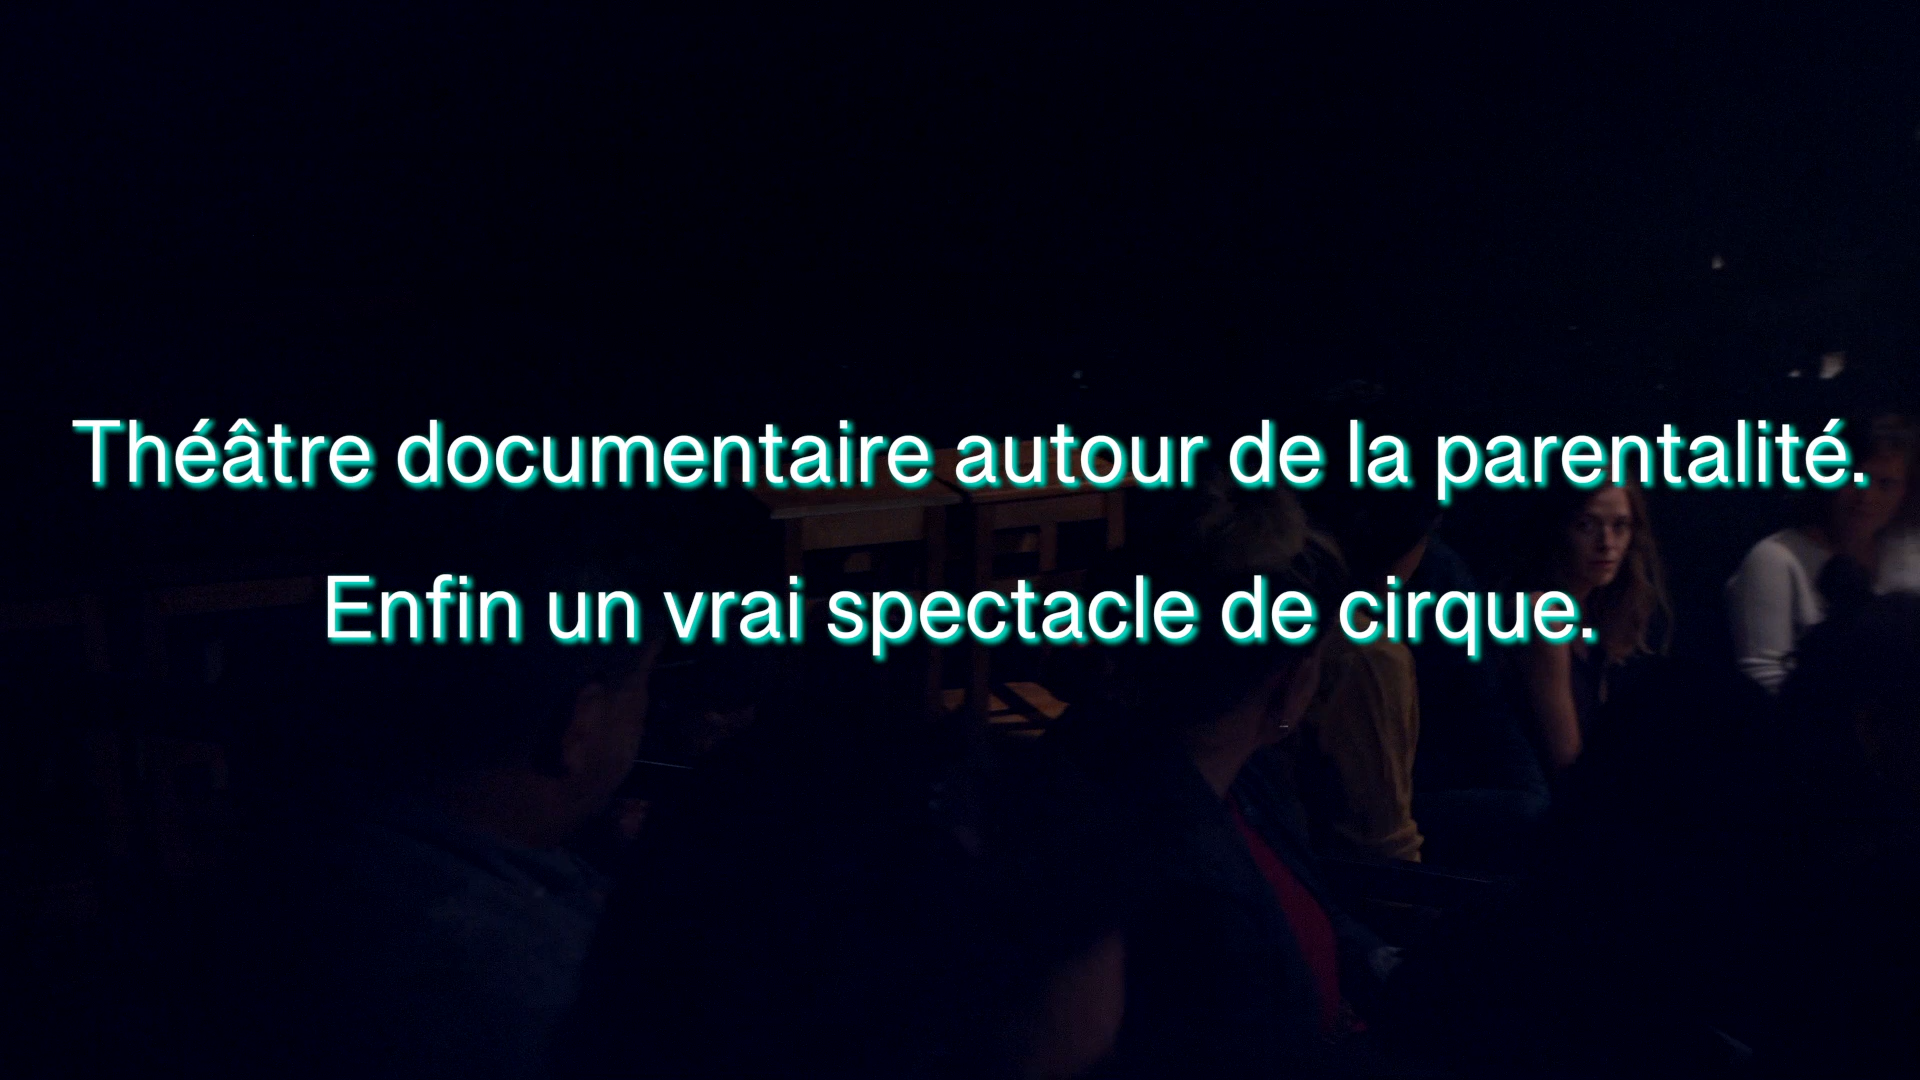 Théâtre documentaire autour de la parentalité.
Enfin un vrai spectacle de cirque.